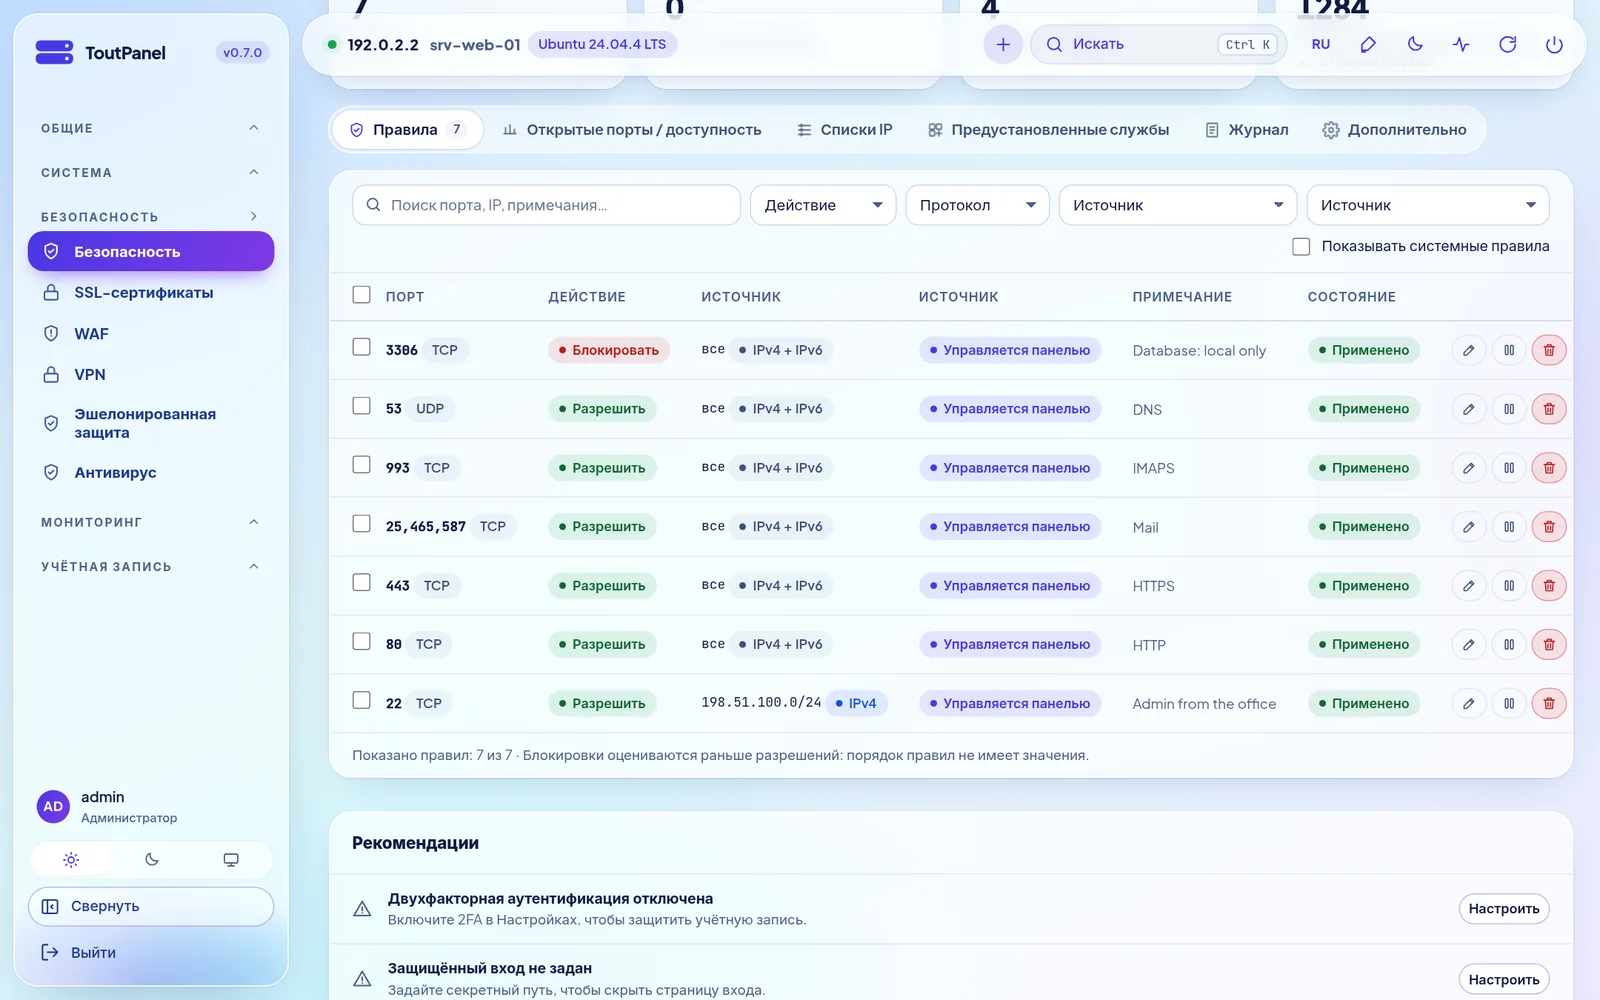 7
0
4
1284
ToutPanel
v0.7.0
192.0.2.2
srv-web-01
Ubuntu 24.04.4 LTS
Искать
Ctrl K
RU
ОБЩИЕ
СИСТЕМА
БЕЗОПАСНОСТЬ
Безопасность
SSL-сертификаты
WAF
VPN
Эшелонированная
защита
Антивирус
МОНИТОРИНГ
УЧЁТНАЯ ЗАПИСЬ
AD
admin
Администратор
Свернуть
Выйти
Правила 7
Открытые порты / доступность
Списки IP
Предустановленные службы
Журнал
Дополнительно
Поиск порта, IP, примечания...
Действие
Протокол
Источник
Источник
Показывать системные правила
ПОРТ ДЕЙСТВИЕ ИСТОЧНИК ИСТОЧНИК ПРИМЕЧАНИЕ СОСТОЯНИЕ
3306 TCP Блокировать все IPv4 + IPv6 Управляется панелью Database: local only Применено
53 UDP Разрешить все IPv4 + IPv6 Управляется панелью DNS Применено
993 TCP Разрешить все IPv4 + IPv6 Управляется панелью IMAPS Применено
25,465,587 TCP Разрешить все IPv4 + IPv6 Управляется панелью Mail Применено
443 TCP Разрешить все IPv4 + IPv6 Управляется панелью HTTPS Применено
80 TCP Разрешить все IPv4 + IPv6 Управляется панелью HTTP Применено
22 TCP Разрешить 198.51.100.0/24 IPv4 Управляется панелью Admin from the office Применено
Показано правил: 7 из 7 · Блокировки оцениваются раньше разрешений: порядок правил не имеет значения.
Рекомендации
Двухфакторная аутентификация отключена
Включите 2FA в Настройках, чтобы защитить учётную запись.
Настроить
Защищённый вход не задан
Задайте секретный путь, чтобы скрыть страницу входа.
Настроить